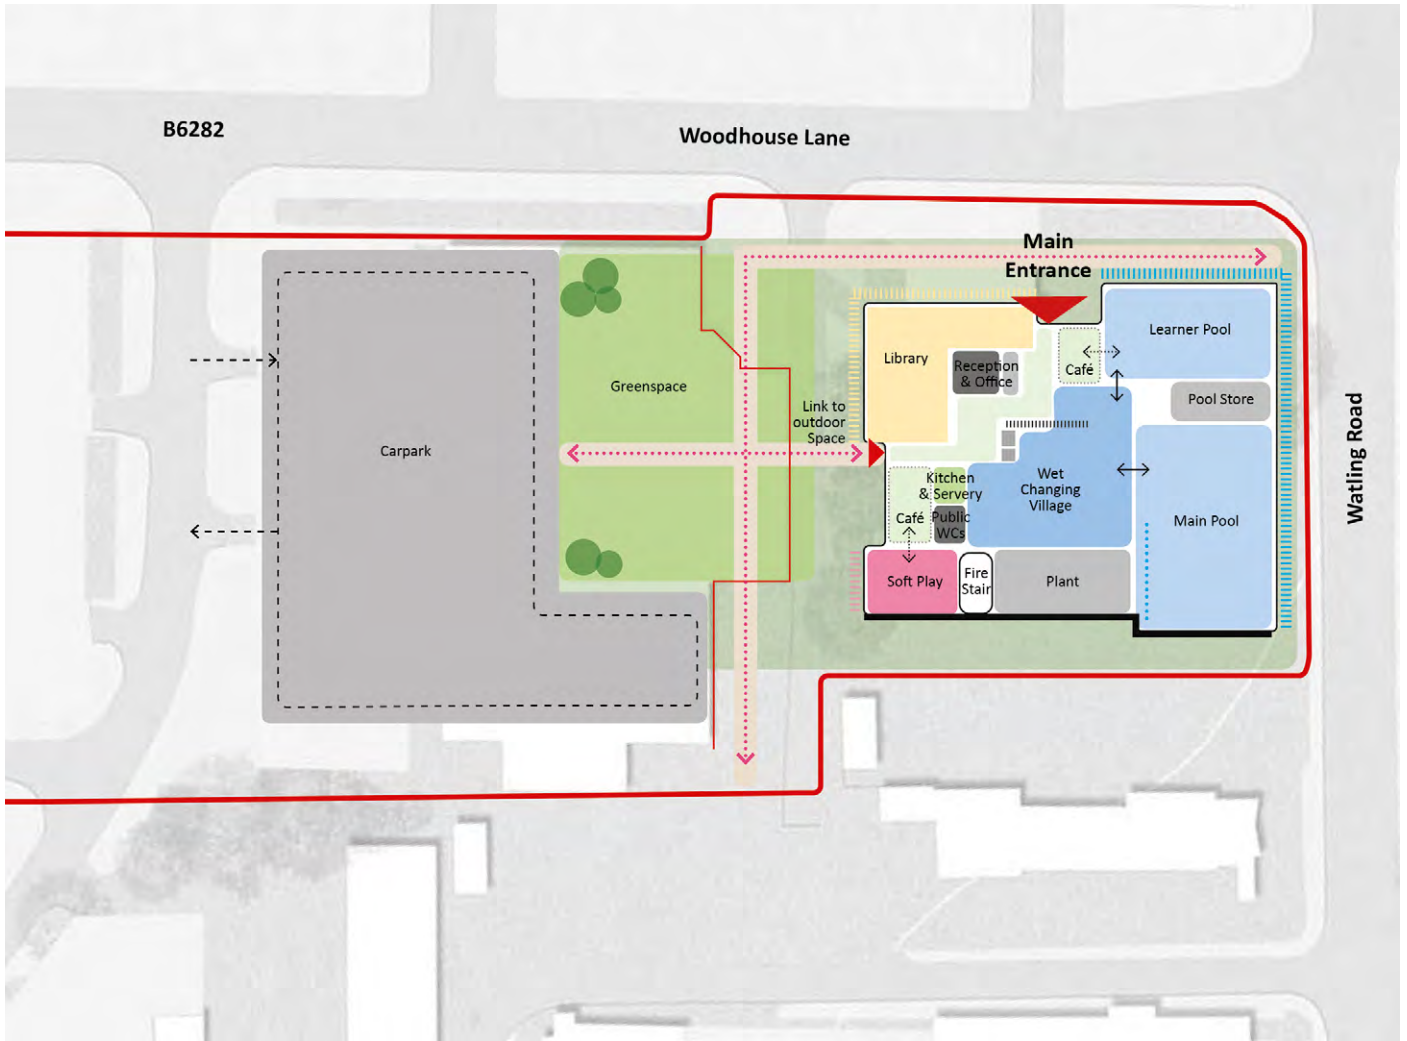 B6282
Woodhouse Lane
Main
Entrance
Learner Pool
Library
Reception
& Office
Café
Greenspace
Pool Store
Link to
outdoor
Space
Watling Road
Carpark
Kitchen
& Servery
Wet
Changing
Village
Café
Public
WCs
Main Pool
Soft Play
Fire
Stair
Plant